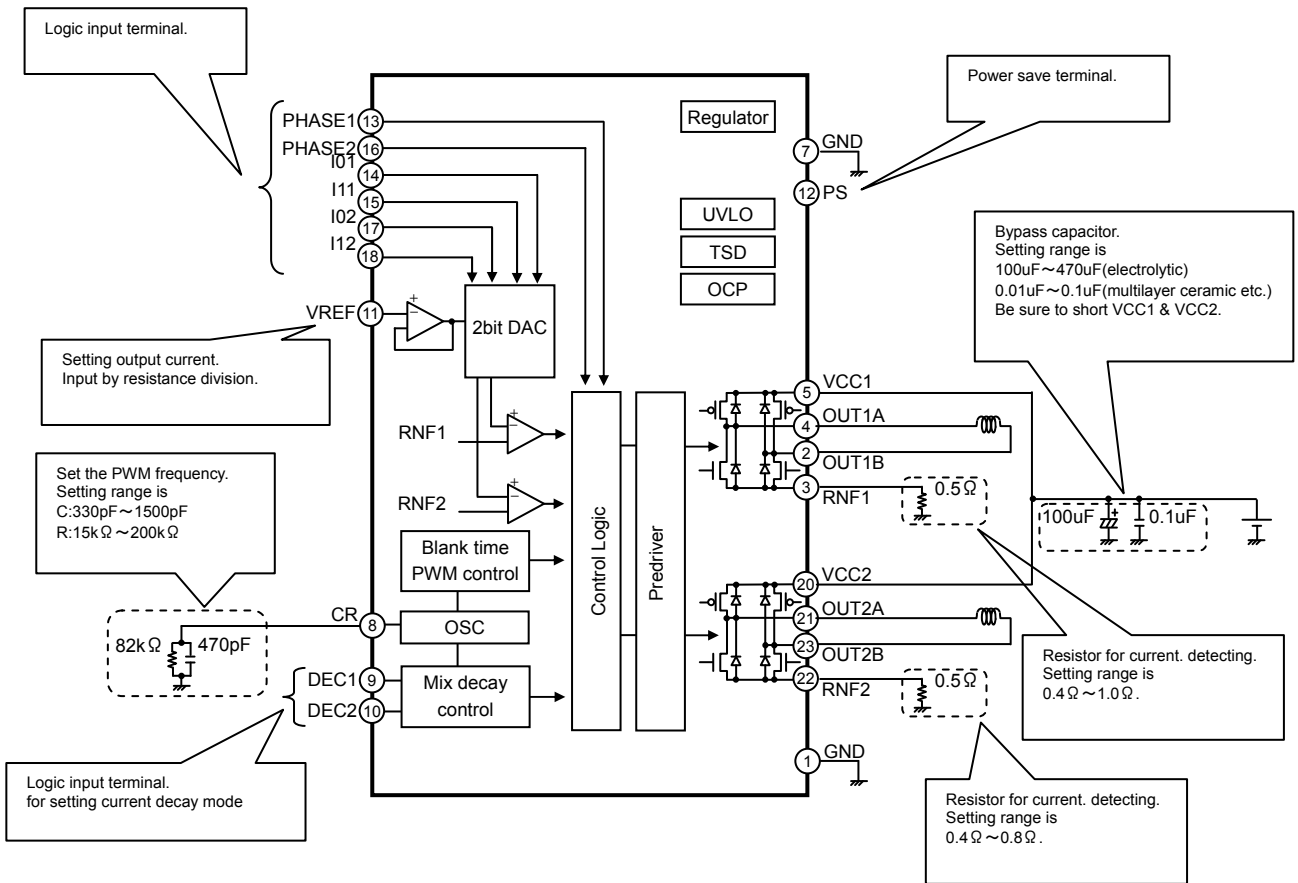 Logic input terminal.
Power save terminal.
PHASE1 13
PHASE2 16
I01
14
I11
15
I02
17
I12
18
VREF 11
2bit DAC
Regulator
UVLO
TSD
OCP
7 GND
12 PS
Bypass capacitor.
Setting range is
100uF～470uF(electrolytic)
0.01uF～0.1uF(multilayer ceramic etc.)
Be sure to short VCC1 & VCC2.
Setting output current.
Input by resistance division.
RNF1
RNF2
Set the PWM frequency.
Setting range is
C:330pF～1500pF
R:15kΩ～200kΩ
Blank time
PWM control
OSC
Mix decay
control
Control Logic
Predriver
82kΩ 470pF
CR
8
DEC1 9
DEC2 10
Logic input terminal.
for setting current decay mode
5 VCC1
4 OUT1A
2
OUT1B
3 RNF1
0.5Ω
100uF + 0.1uF
20 VCC2
21 OUT2A
23
OUT2B
22
RNF2
0.5Ω
1 GND
Resistor for current. detecting.
Setting range is
0.4Ω～1.0Ω.
Resistor for current. detecting.
Setting range is
0.4Ω～0.8Ω.